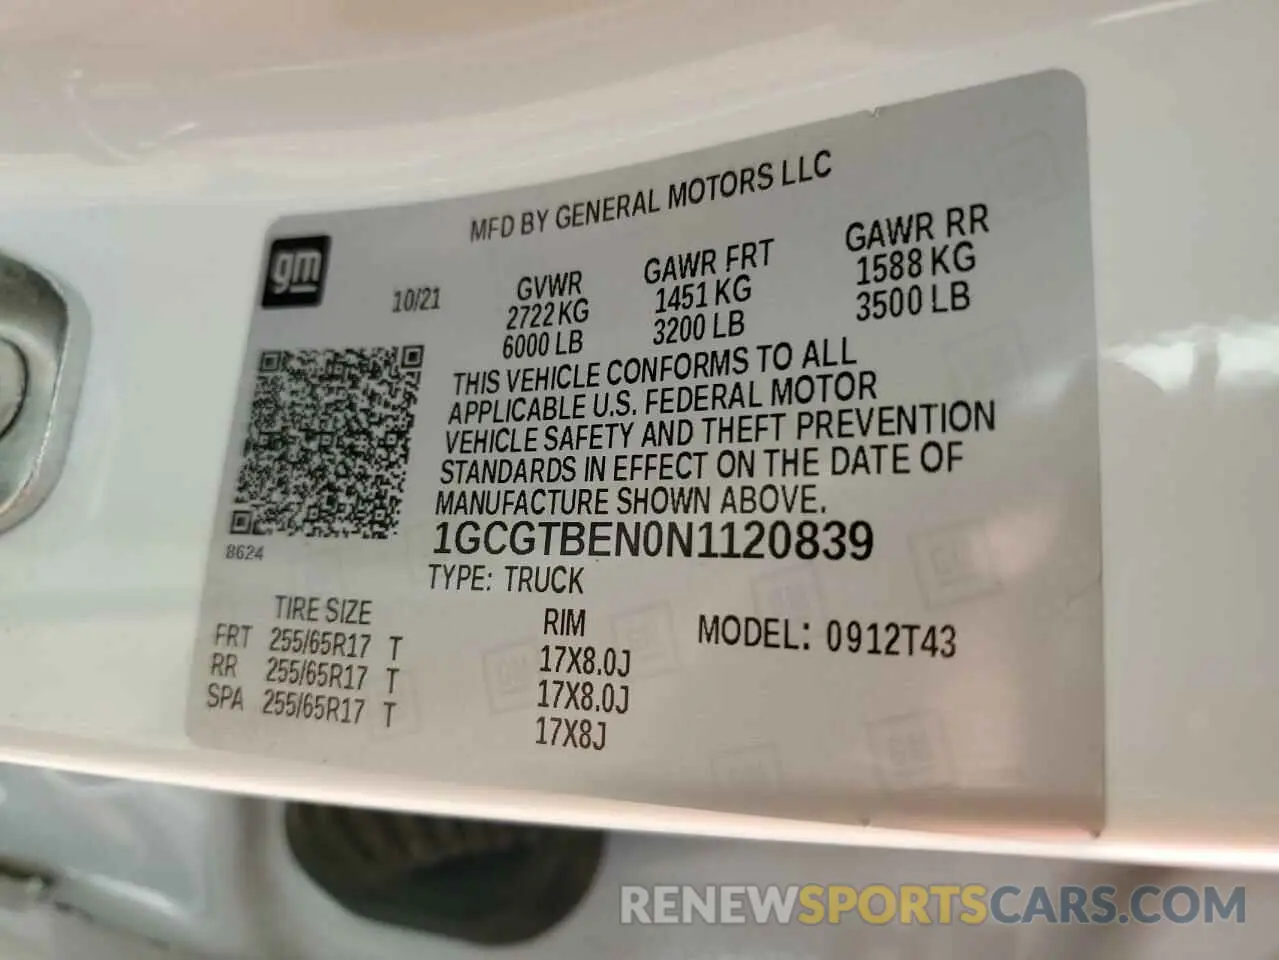 MFD BY GENERAL MOTORS LLC
gm
10/21
GVWR GAWR FRT GAWR RR
2722 KG 1451 KG 1588 KG
6000 LB 3200 LB 3500 LB
THIS VEHICLE CONFORMS TO ALL
APPLICABLE U.S. FEDERAL MOTOR
VEHICLE SAFETY AND THEFT PREVENTION
STANDARDS IN EFFECT ON THE DATE OF
MANUFACTURE SHOWN ABOVE.
1GCGTBEN0N1120839
8624
TYPE: TRUCK
TIRE SIZE RIM MODEL: 0912T43
FRT 255/65R17 T 17X8.0J
RR 255/65R17 T 17X8.0J
SPA 255/65R17 T 17X8J
RENEWSPORTSCARS.COM